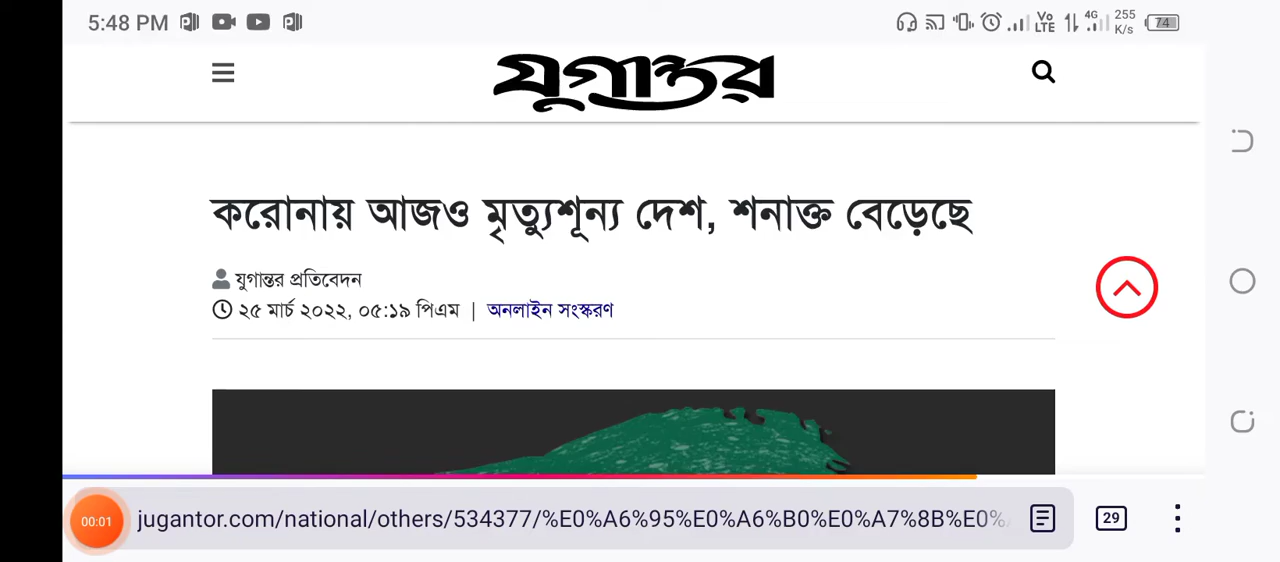 5:48 PM
Vo LTE 4G 255 K/s 74
যুগান্তর
করোনায় আজও মৃত্যুশূন্য দেশ, শনাক্ত বেড়েছে
যুগান্তর প্রতিবেদন
২৫ মার্চ ২০২২, ০৫:১৯ পিএম | অনলাইন সংস্করণ
00:01 jugantor.com/national/others/534377/%E0%A6%95%E0%A6%B0%E0%A7%8B%E0% 29